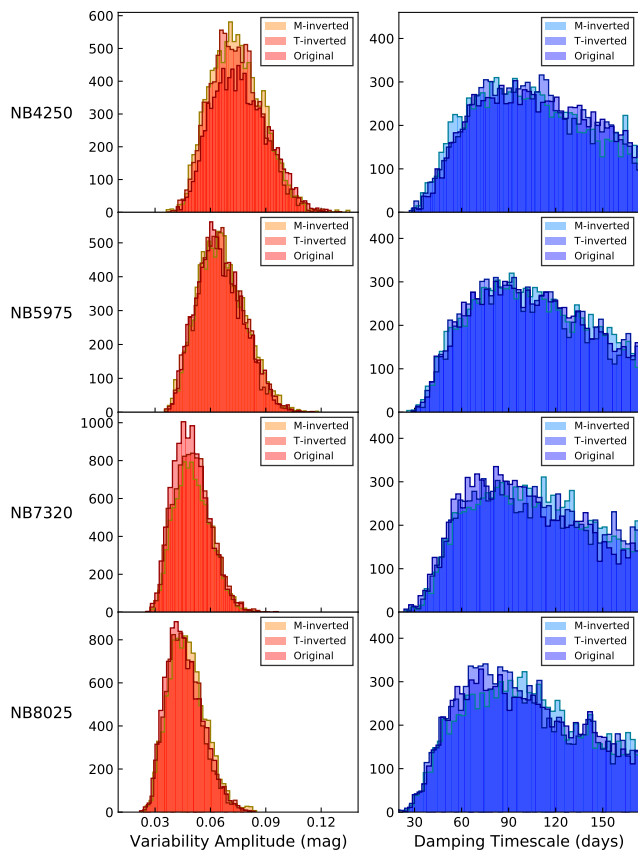 600
500
400
300
200
100
0
M-inverted
T-inverted
Original
NB4250
400
300
200
100
0
M-inverted
T-inverted
Original
500
400
300
200
100
0
M-inverted
T-inverted
Original
NB5975
400
300
200
100
0
M-inverted
T-inverted
Original
1000
800
600
400
200
0
M-inverted
T-inverted
Original
NB7320
400
300
200
100
0
M-inverted
T-inverted
Original
800
600
400
200
0
M-inverted
T-inverted
Original
NB8025
400
300
200
100
0
M-inverted
T-inverted
Original
0.03 0.06 0.09 0.12
Variability Amplitude (mag)
30 60 90 120 150
Damping Timescale (days)